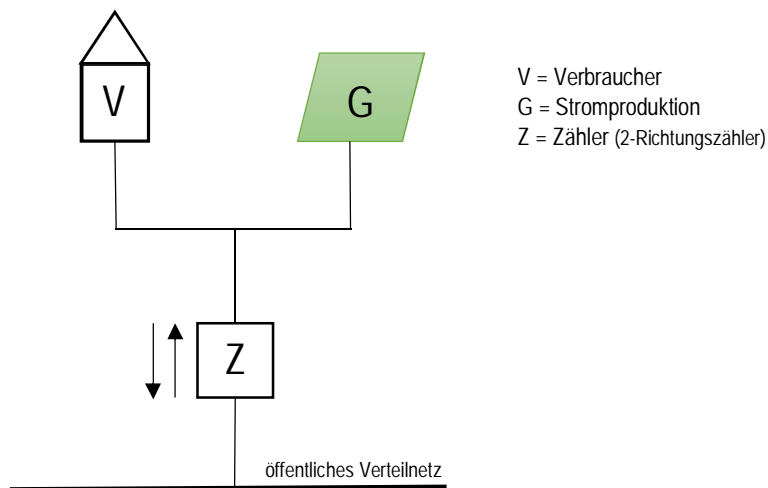 V
G
V = Verbraucher
G = Stromproduktion
Z = Zähler (2-Richtungszähler)
Z
öffentliches Verteilnetz